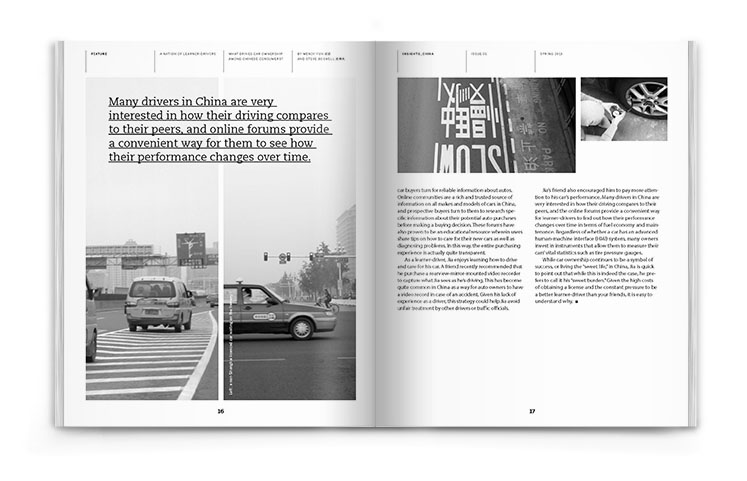 FEATURE
A NATION OF LEARNER-DRIVERS
WHAT DRIVES CAR OWNERSHIP
AMONG CHINESE CONSUMERS?
INSIGHTS_CHINA
ISSUE 01
Many drivers in China are very
interested in how their driving compares
to their peers, and online forums provide
a convenient way for them to see how
their performance changes over time.
16
慢
SLOW
NO
car buyers turn for reliable information about autos.
Online communities are a rich and trusted source of
information on all makes and models of cars in China,
and prospective buyers turn to them to research spe-
cific information about their potential auto purchases
before making a buying decision. These forums have
also proven to be an educational resource wherein users
share tips on how to care for their new cars as well as
diagnosing problems. In this way, the entire purchasing
experience is actually quite transparent.
As a learner-driver, Jia enjoys learning how to drive
and care for his car. A friend recently recommended that
he purchase a rearview-mirror-mounted video recorder
to capture what Jia sees as he's driving. This has become
quite common in China as a way for auto owners to have
a video record in case of an accident. Given his lack of
experience as a driver, this strategy could help Jia avoid
unfair treatment by other drivers or traffic officials.
Jia's friend also encouraged him to pay more atten-
tion to his car's performance. Many drivers in China are
very interested in how their driving compares to their
peers, and the online forums provide a convenient way
for learner-drivers to find out how their performance
changes over time in terms of fuel economy and main-
tenance. Regardless of whether a car has an advanced
human-machine interface (HMI) system, many owners
invest in instruments that allow them to measure their
cars' vital statistics such as tire pressure gauges.
While car ownership continues to be a symbol of
success, or living the "sweet life," in China, Jia is quick
to point out that while this is indeed the case, he pre-
fers to call it his "sweet burden." Given the high costs
of obtaining a license and the constant pressure to be
a better learner-driver than your friends, it is easy to
understand why. ■
17